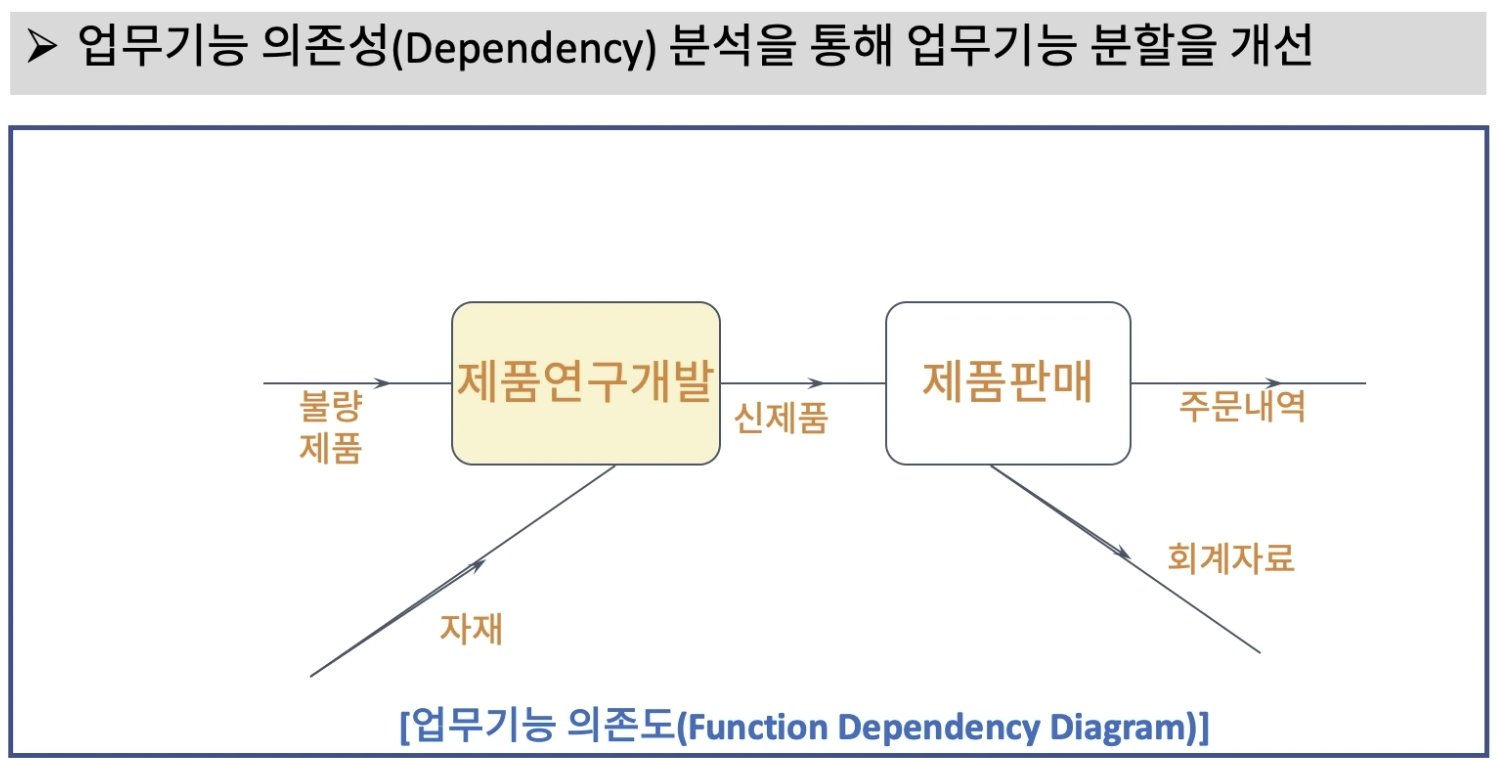 ➢ 업무기능 의존성(Dependency) 분석을 통해 업무기능 분할을 개선
제품연구개발
제품판매
불량
제품
신제품
주문내역
회계자료
자재
[업무기능 의존도(Function Dependency Diagram)]